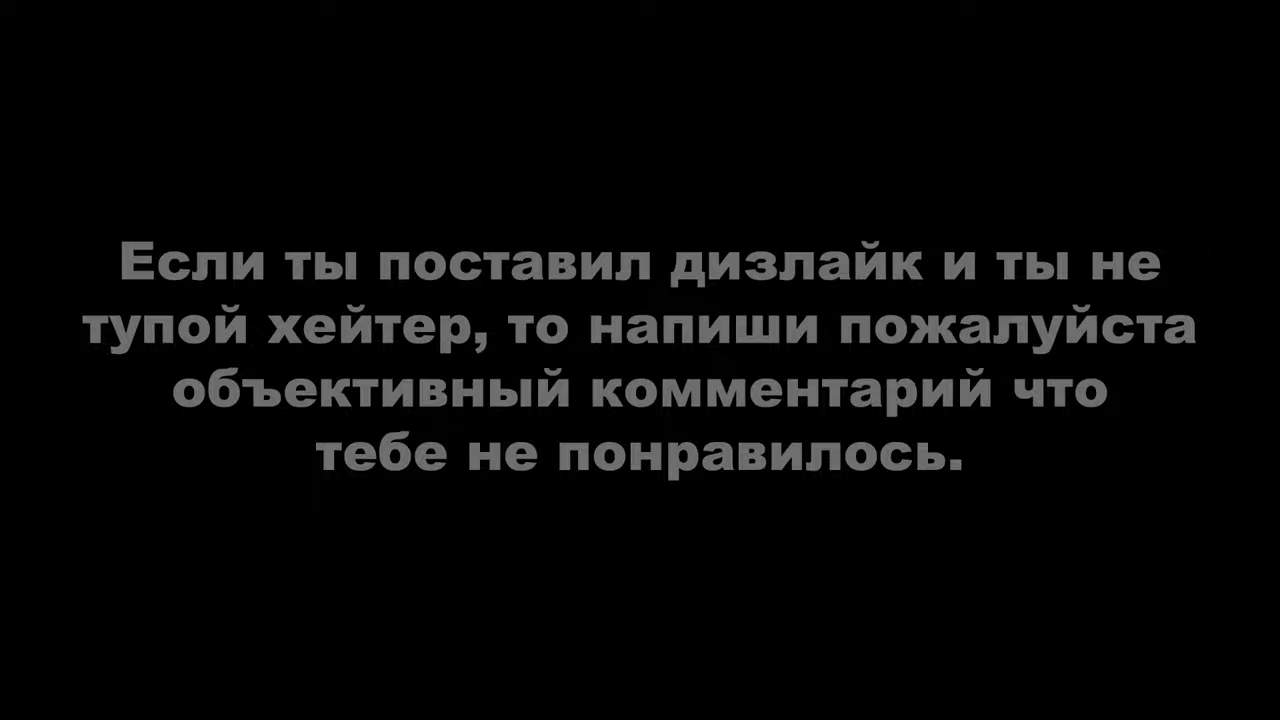 Если ты поставил дизлайк и ты не
тупой хейтер, то напиши пожалуйста
объективный комментарий что
тебе не понравилось.